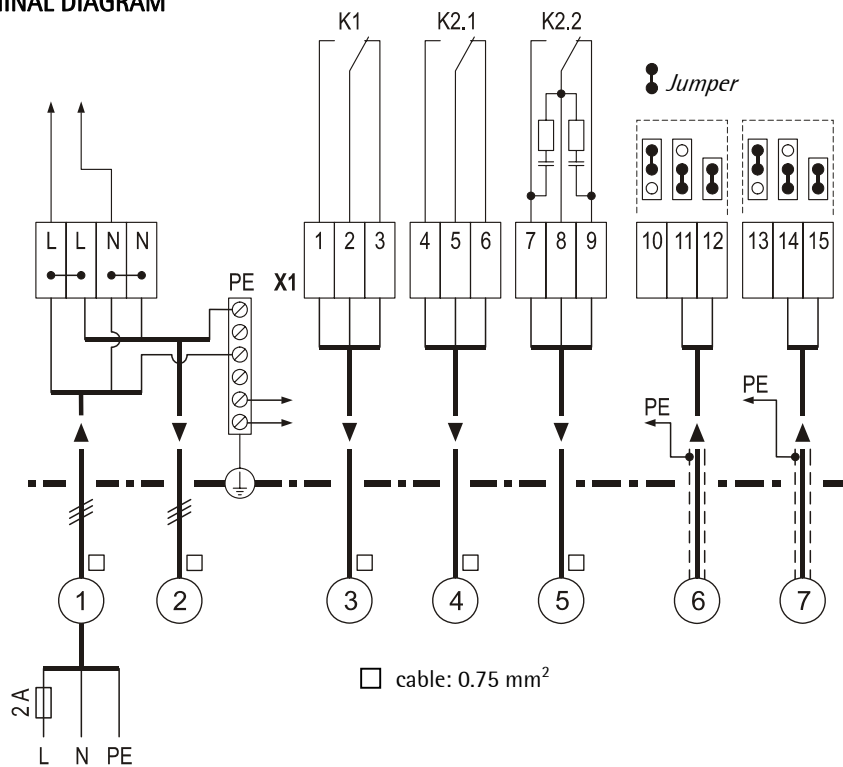 MINAL DIAGRAM
K1 K2.1 K2.2
Jumper
L L N N
PE X1
1 2 3 4 5 6 7 8 9 10 11 12 13 14 15
PE PE
1 2 3 4 5 6 7
cable: 0.75 mm²
2 A
L N PE